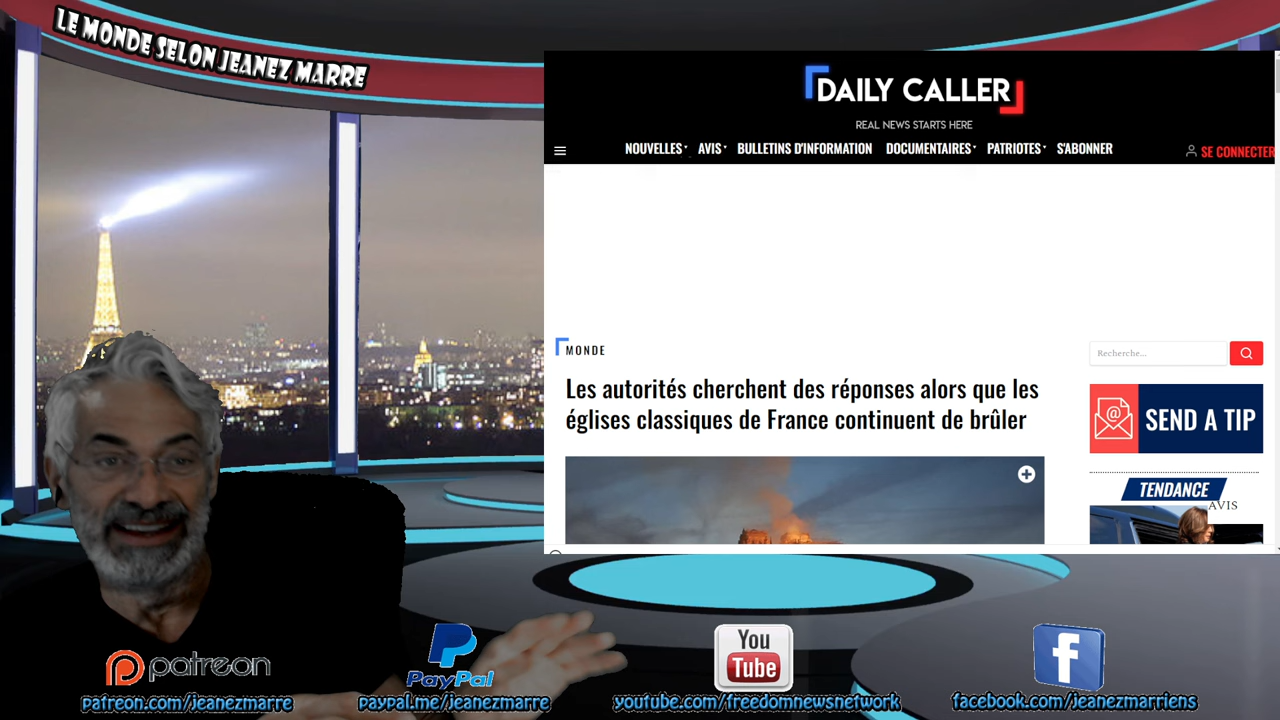 LE MONDE SELON JEANEZ MARRE
DAILY CALLER
REAL NEWS STARTS HERE
NOUVELLES AVIS BULLETINS D'INFORMATION DOCUMENTAIRES PATRIOTES S'ABONNER
SE CONNECTER
MONDE
Recherche...
Les autorités cherchent des réponses alors que les
églises classiques de France continuent de brûler
SEND A TIP
TENDANCE
AVIS
patreon
PayPal
You
Tube
f
patreon.com/jeanezmarre
paypal.me/jeanezmarre
youtube.com/freedomnewsnetwork
facebook.com/jeanezmarriens